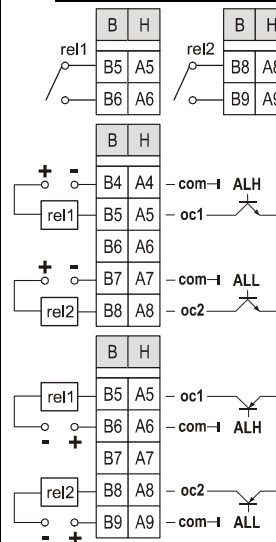 B H B H
rel1 rel2
B5 A5 B8 A8
B6 A6 B9 A9
B H
+ - B4 A4 - com ALH
rel1 B5 A5 - oc1
B6 A6
+ - B7 A7 - com ALL
rel2 B8 A8 - oc2
B H
rel1 B5 A5 - oc1
- + B6 A6 - com ALH
B7 A7
rel2 B8 A8 - oc2
- + B9 A9 - com ALL